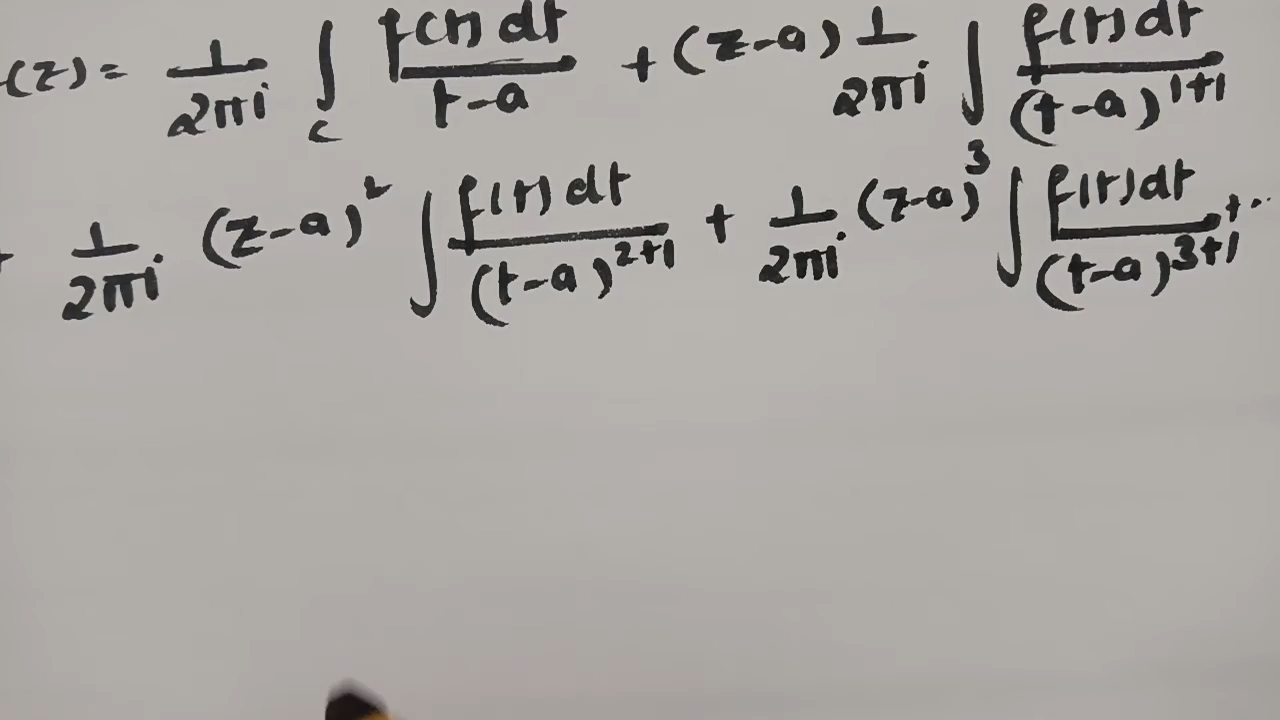 (z) = 1/2πi ∫_c f(t) dt / t-a + (z-a) 1/2πi ∫ f(t) dt / (t-a)^1+1
+ 1/2πi (z-a)^2 ∫ f(t) dt / (t-a)^2+1 + 1/2πi (z-a)^3 ∫ f(t) dt / (t-a)^3+1 + ..